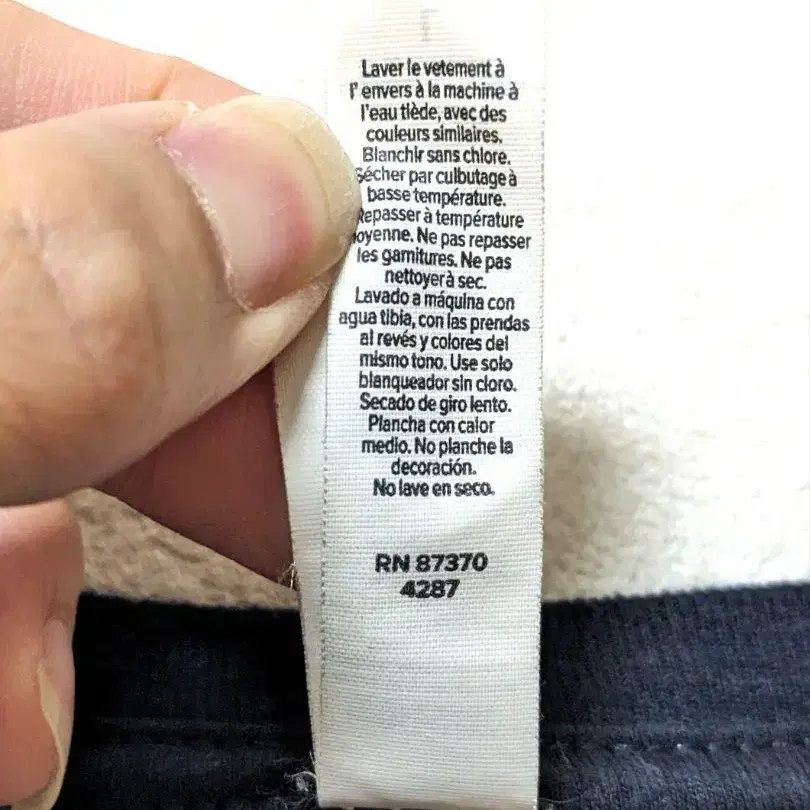 Laver le vetement à
l'envers à la machine à
l'eau tiède, avec des
couleurs similaires.
Blanchir sans chlore.
Sécher par culbutage à
basse température.
Repasser à température
moyenne. Ne pas repasser
les garnitures. Ne pas
nettoyer à sec.
Lavado a máquina con
agua tibia, con las prendas
al revés y colores del
mismo tono. Use solo
blanqueador sin cloro.
Secado de giro lento.
Plancha con calor
medio. No planche la
decoración.
No lave en seco.
RN 87370
4287